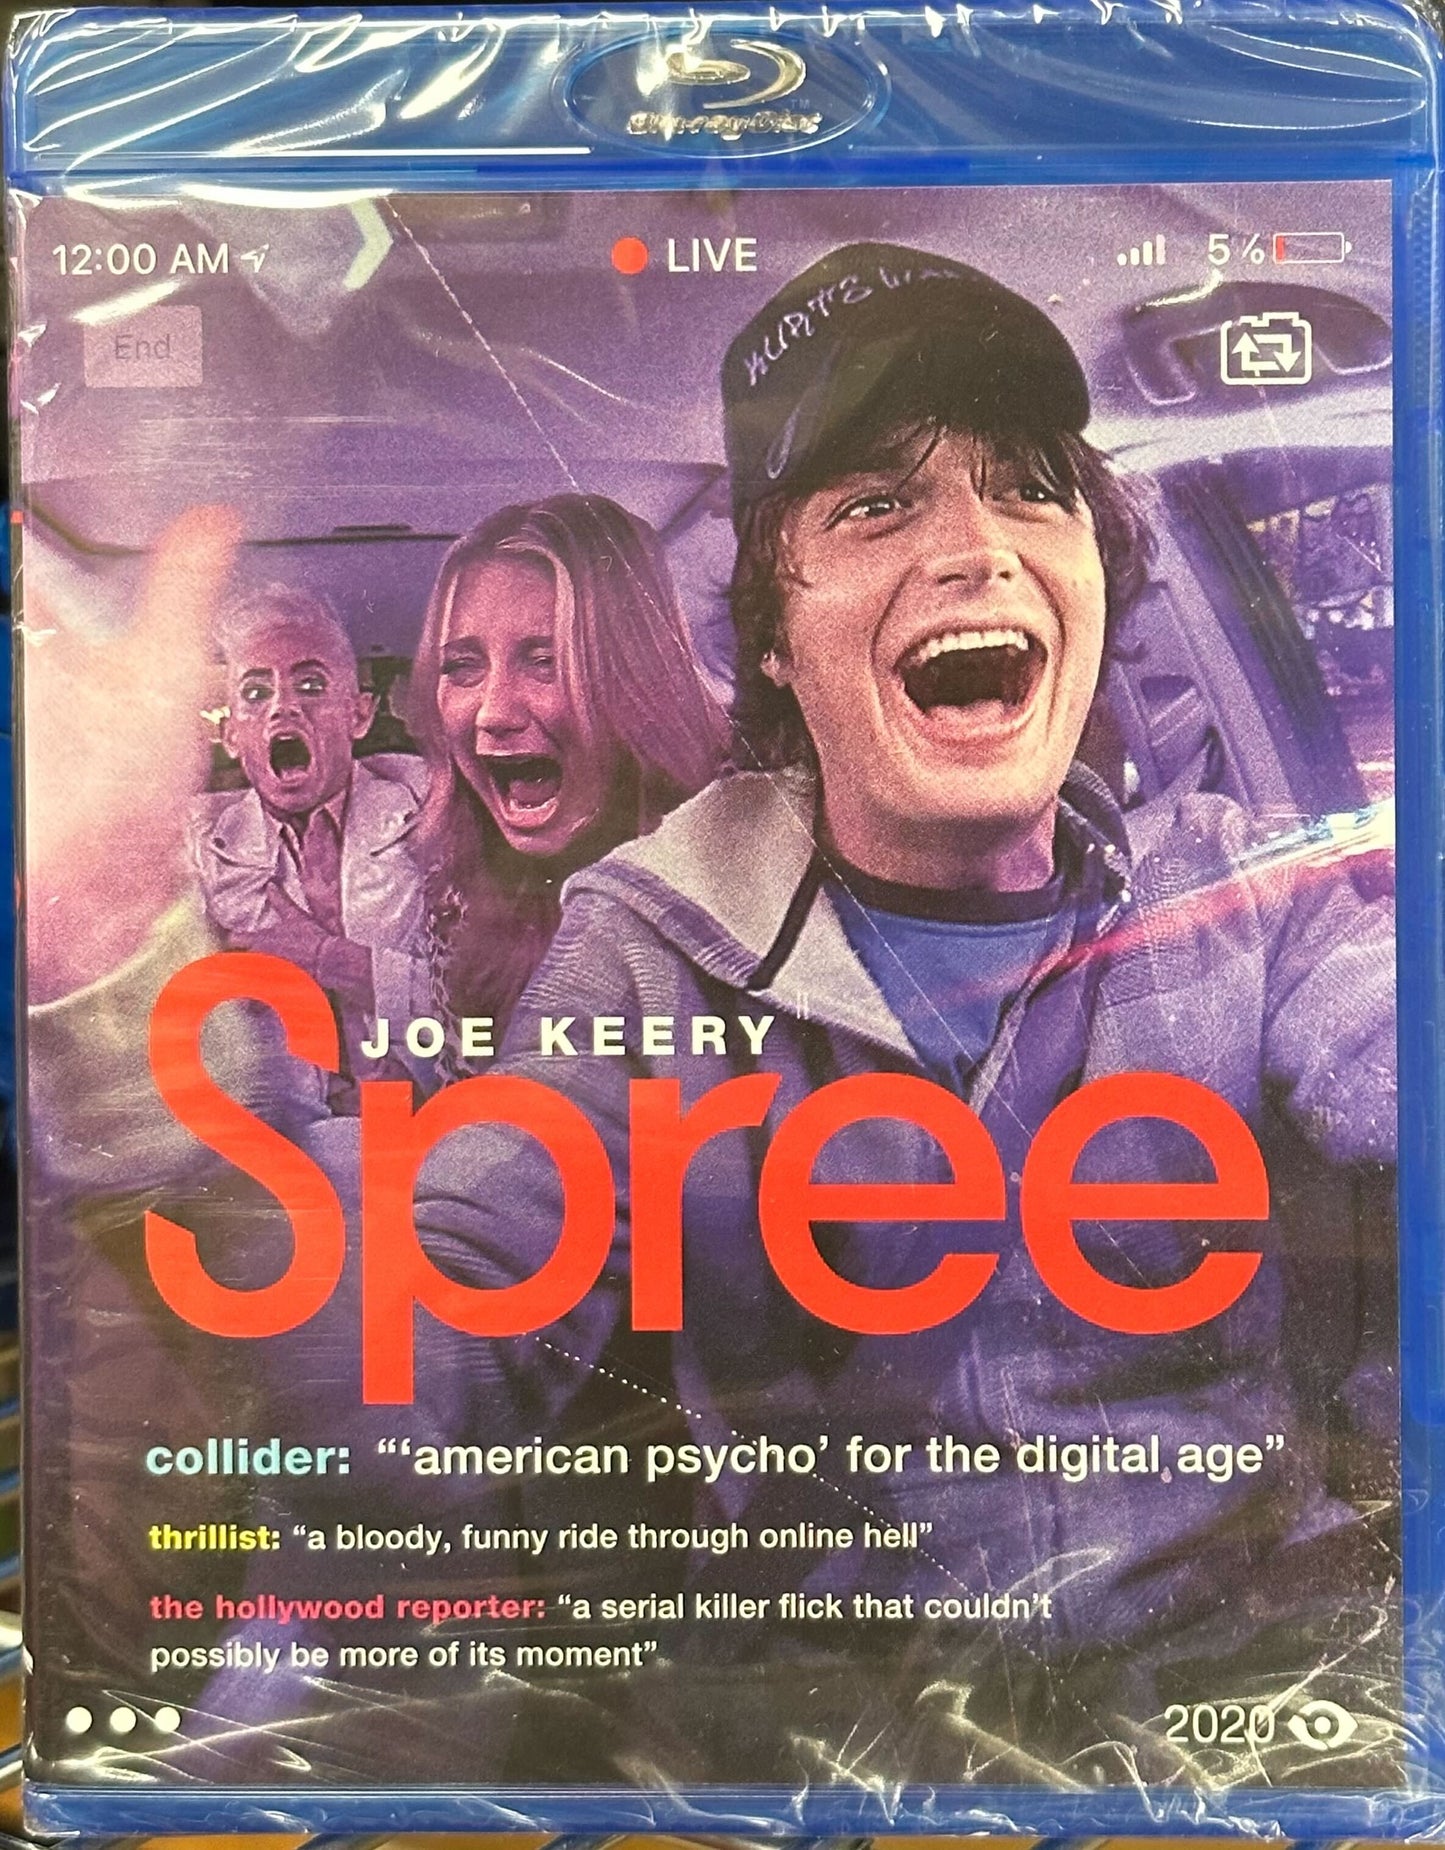 Blu-ray Disc
TM
12:00 AM LIVE 5%
End
KURTS
JOE KEERY
Spree
collider: “‘american psycho’ for the digital age”
thrillist: “a bloody, funny ride through online hell”
the hollywood reporter: “a serial killer flick that couldn’t
possibly be more of its moment”
2020